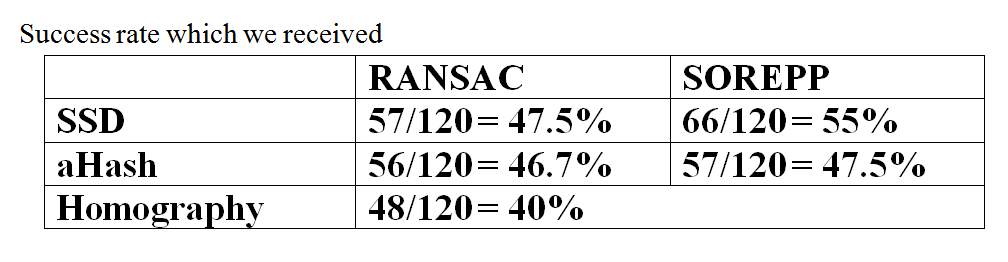 Success rate which we received
RANSAC SOREPP
SSD 57/120= 47.5% 66/120= 55%
aHash 56/120= 46.7% 57/120= 47.5%
Homography 48/120= 40%